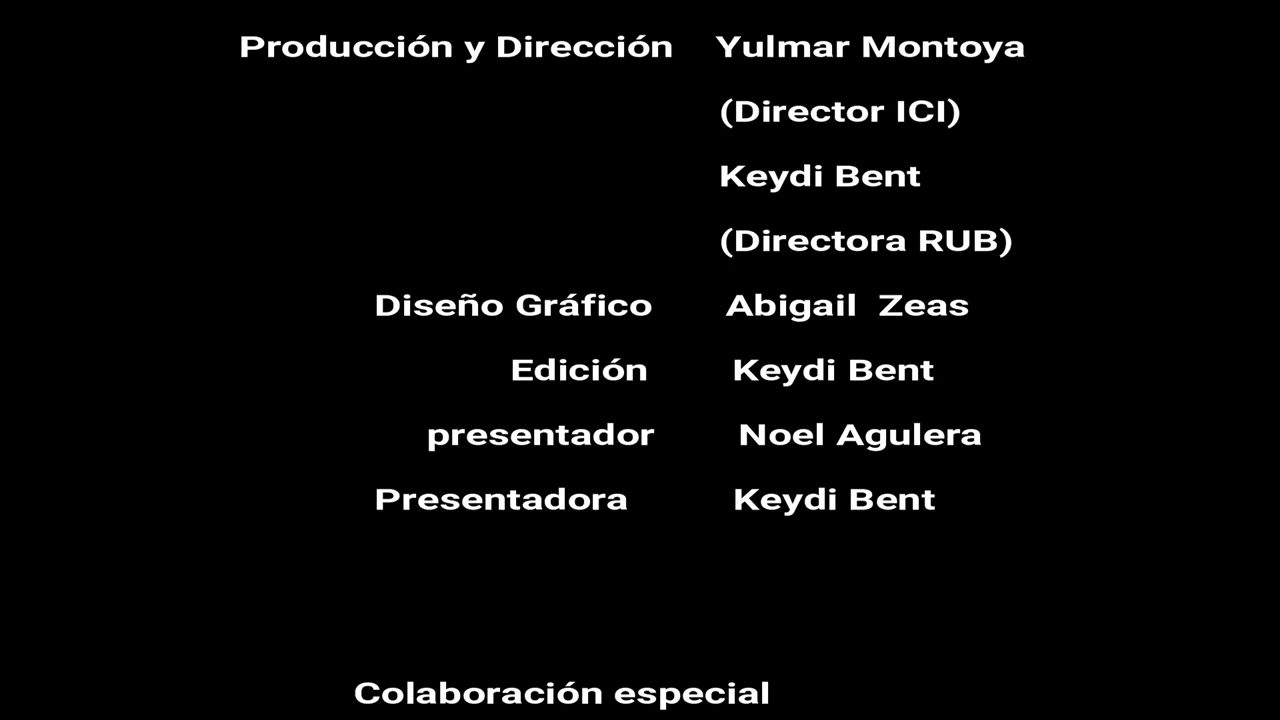 Producción y Dirección Yulmar Montoya
(Director ICI)
Keydi Bent
(Directora RUB)
Diseño Gráfico Abigail Zeas
Edición Keydi Bent
presentador Noel Agulera
Presentadora Keydi Bent
Colaboración especial